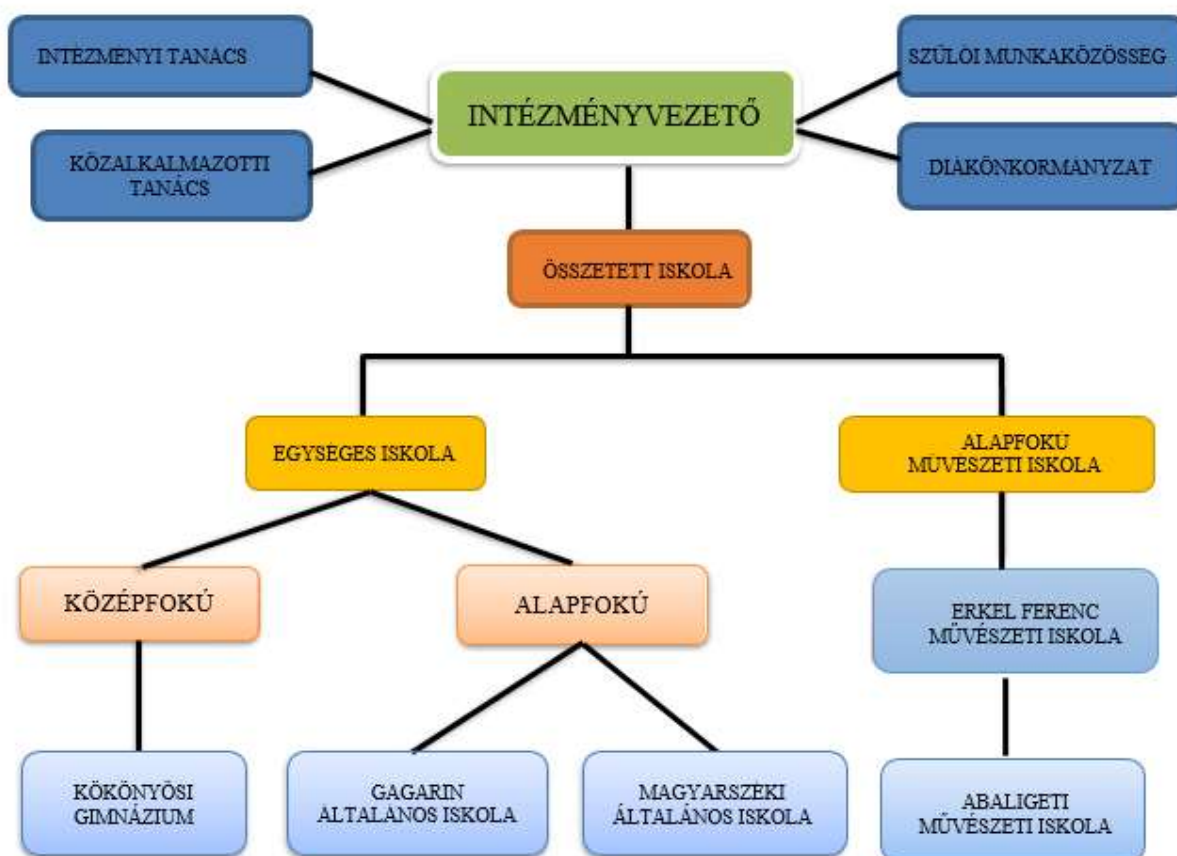 INTÉZMÉNYI TANÁCS
SZÜLŐI MUNKAKÖZÖSSÉG
INTÉZMÉNYVEZETŐ
KÖZALKALMAZOTTI
TANÁCS
DIÁKÖNKORMÁNYZAT
ÖSSZETETT ISKOLA
EGYSÉGES ISKOLA
ALAPFOKÚ
MŰVÉSZETI ISKOLA
KÖZÉPFOKÚ
ALAPFOKÚ
ERKEL FERENC
MŰVÉSZETI ISKOLA
KÖKÖNYÖSI
GIMNÁZIUM
GAGARIN
ÁLTALÁNOS ISKOLA
MAGYARSZÉKI
ÁLTALÁNOS ISKOLA
ABALIGETI
MŰVÉSZETI ISKOLA